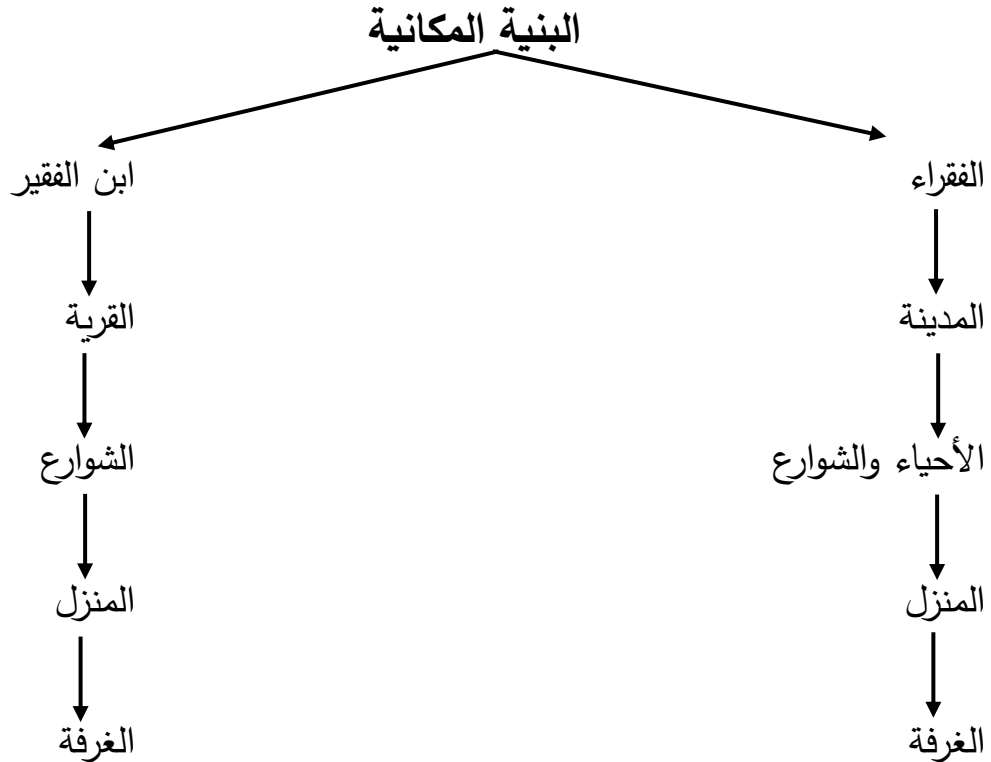 البنية المكانية
الفقراء
ابن الفقير
المدينة
القرية
الأحياء والشوارع
الشوارع
المنزل
المنزل
الغرفة
الغرفة